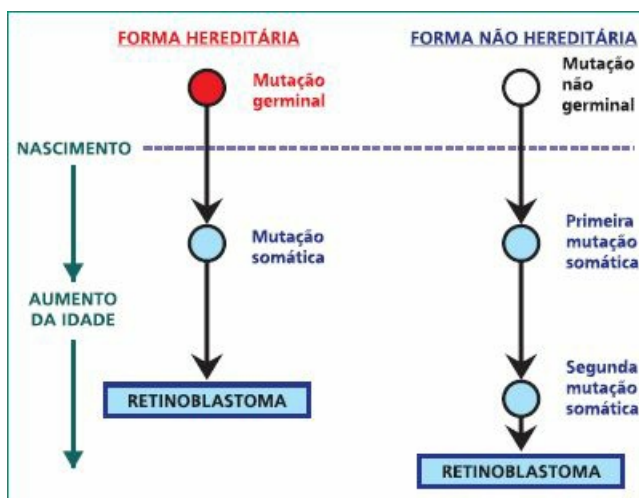 FORMA HEREDITÁRIA
FORMA NÃO HEREDITÁRIA
Mutação
germinal
Mutação
não
germinal
NASCIMENTO
Mutação
somática
Primeira
mutação
somática
AUMENTO
DA IDADE
Segunda
mutação
somática
RETINOBLASTOMA
RETINOBLASTOMA